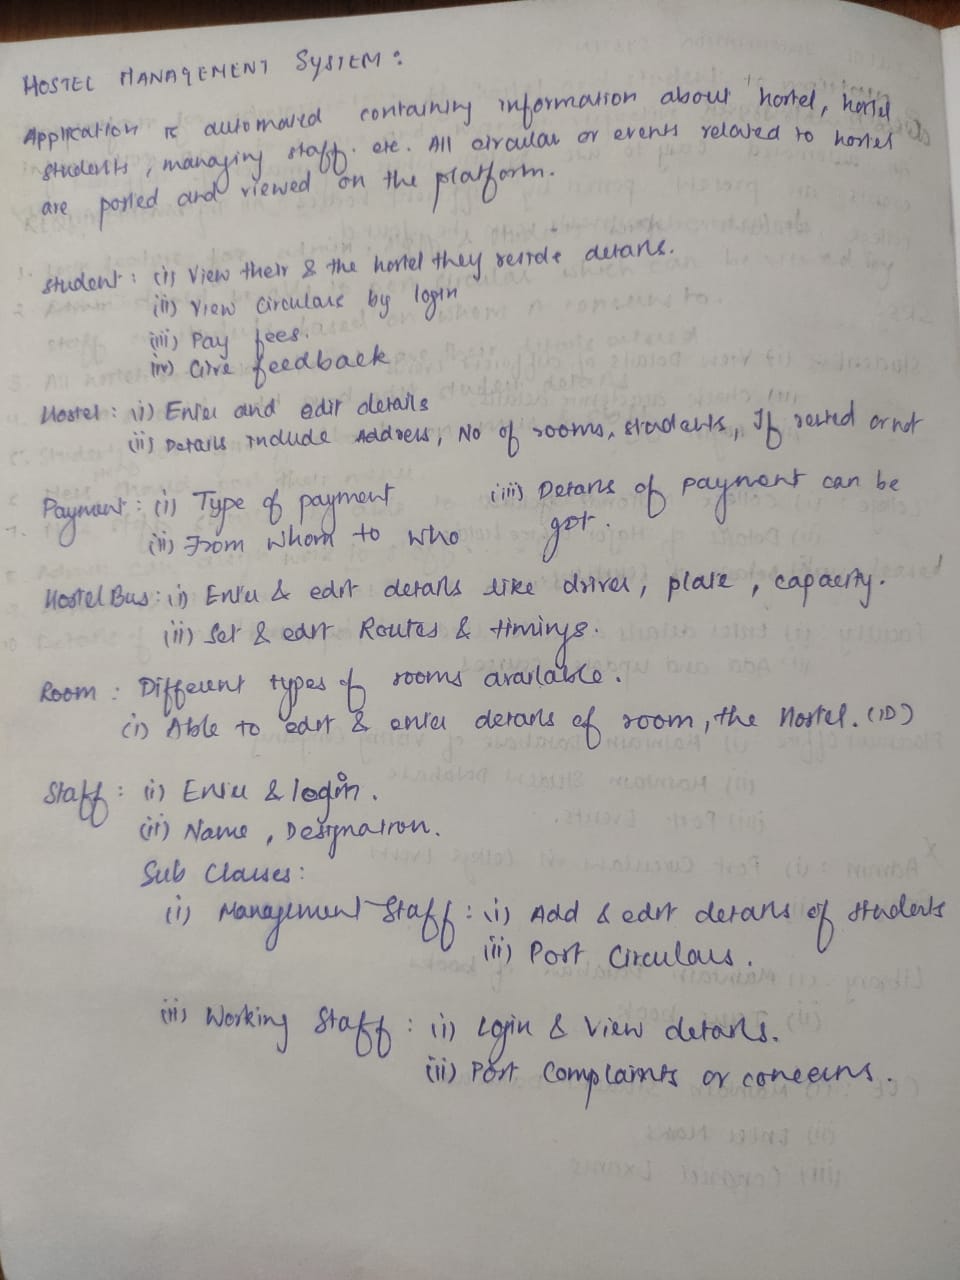 HOSTEL MANAGEMENT SYSTEM :
Application is automated containing information about hostel, hostel
students, managing staff. etc. All circular or events related to hostel
are posted and viewed on the platform.
Student : (i) View their & the hostel they reside details.
(ii) View Circulars by login
(iii) Pay fees.
(iv) Give feedback
Hostel : (i) Enter and edit details
(ii) Details include Address, No of rooms, students, If rented or not
Payment : (i) Type of payment (iii) Details of payment can be
(ii) From whom to who got.
Hostel Bus : (i) Enter & edit details like driver, plate, capacity.
(ii) Set & edit Routes & timings.
Room : Different types of rooms available.
(i) Able to edit & enter details of room, the Hostel. (ID)
Staff : (i) Enter & login.
(ii) Name, Designation.
Sub Classes :
(i) Management Staff : (i) Add & edit details of students
(ii) Post Circulars.
(ii) Working Staff : (i) Login & View details.
(ii) Post Complaints or concerns.